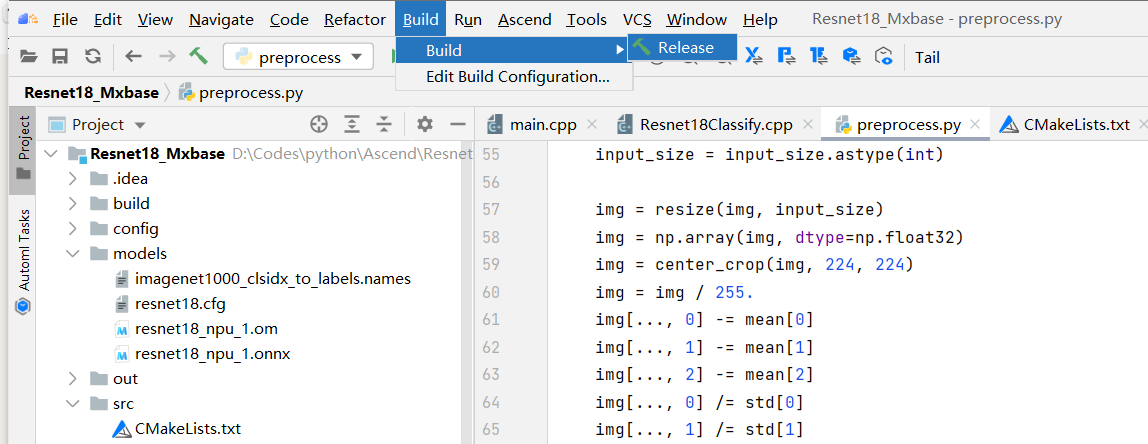 File Edit View Navigate Code Refactor Build Run Ascend Tools VCS Window Help Resnet18_Mxbase - preprocess.py
preprocess Build Release Tail
Edit Build Configuration...
Resnet18_Mxbase preprocess.py
Project
Automl Tasks
Project main.cpp Resnet18Classify.cpp preprocess.py CMakeLists.txt
Resnet18_Mxbase D:\Codes\python\Ascend\Resnet
.idea
build
config
models
imagenet1000_clsidx_to_labels.names
resnet18.cfg
resnet18_npu_1.om
resnet18_npu_1.onnx
out
src
CMakeLists.txt
55 input_size = input_size.astype(int)
56
57 img = resize(img, input_size)
58 img = np.array(img, dtype=np.float32)
59 img = center_crop(img, 224, 224)
60 img = img / 255.
61 img[..., 0] -= mean[0]
62 img[..., 1] -= mean[1]
63 img[..., 2] -= mean[2]
64 img[..., 0] /= std[0]
65 img[..., 1] /= std[1]